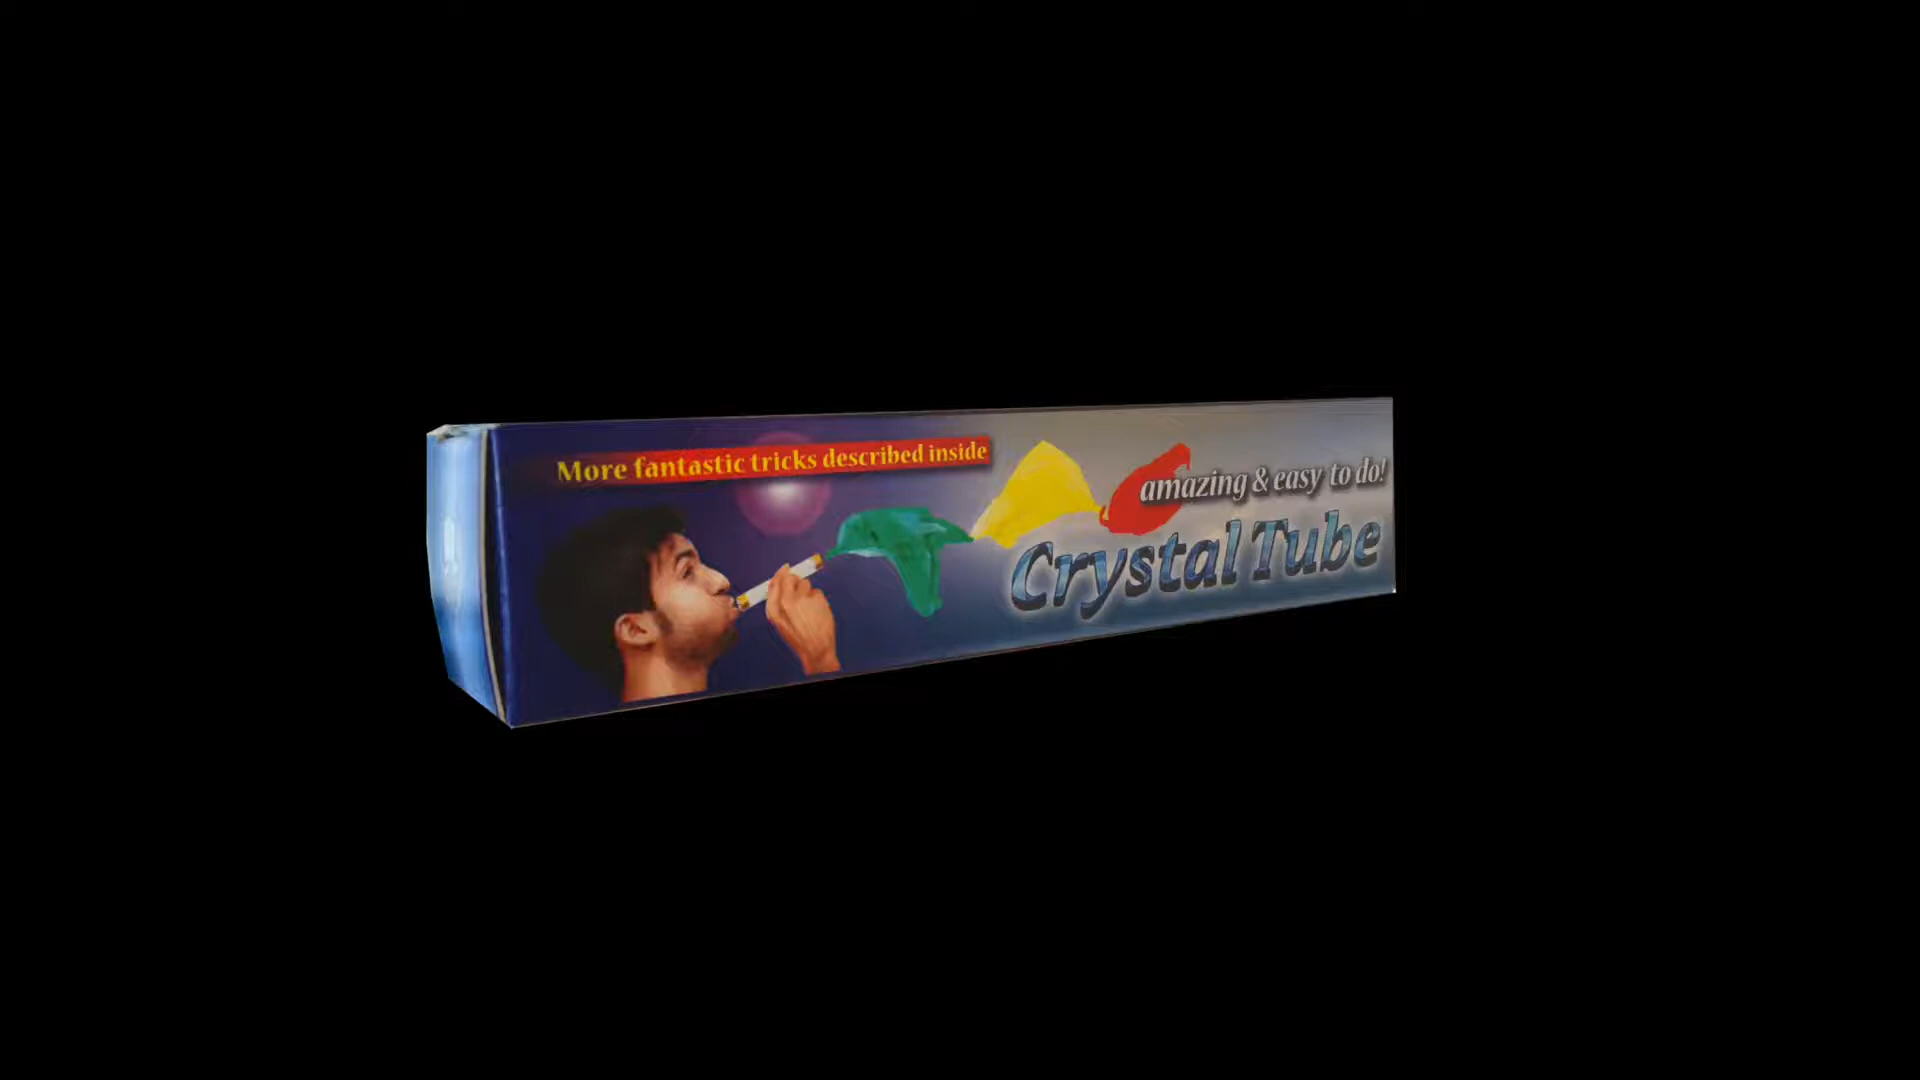 More fantastic tricks described inside
amazing & easy to do!
Crystal Tube